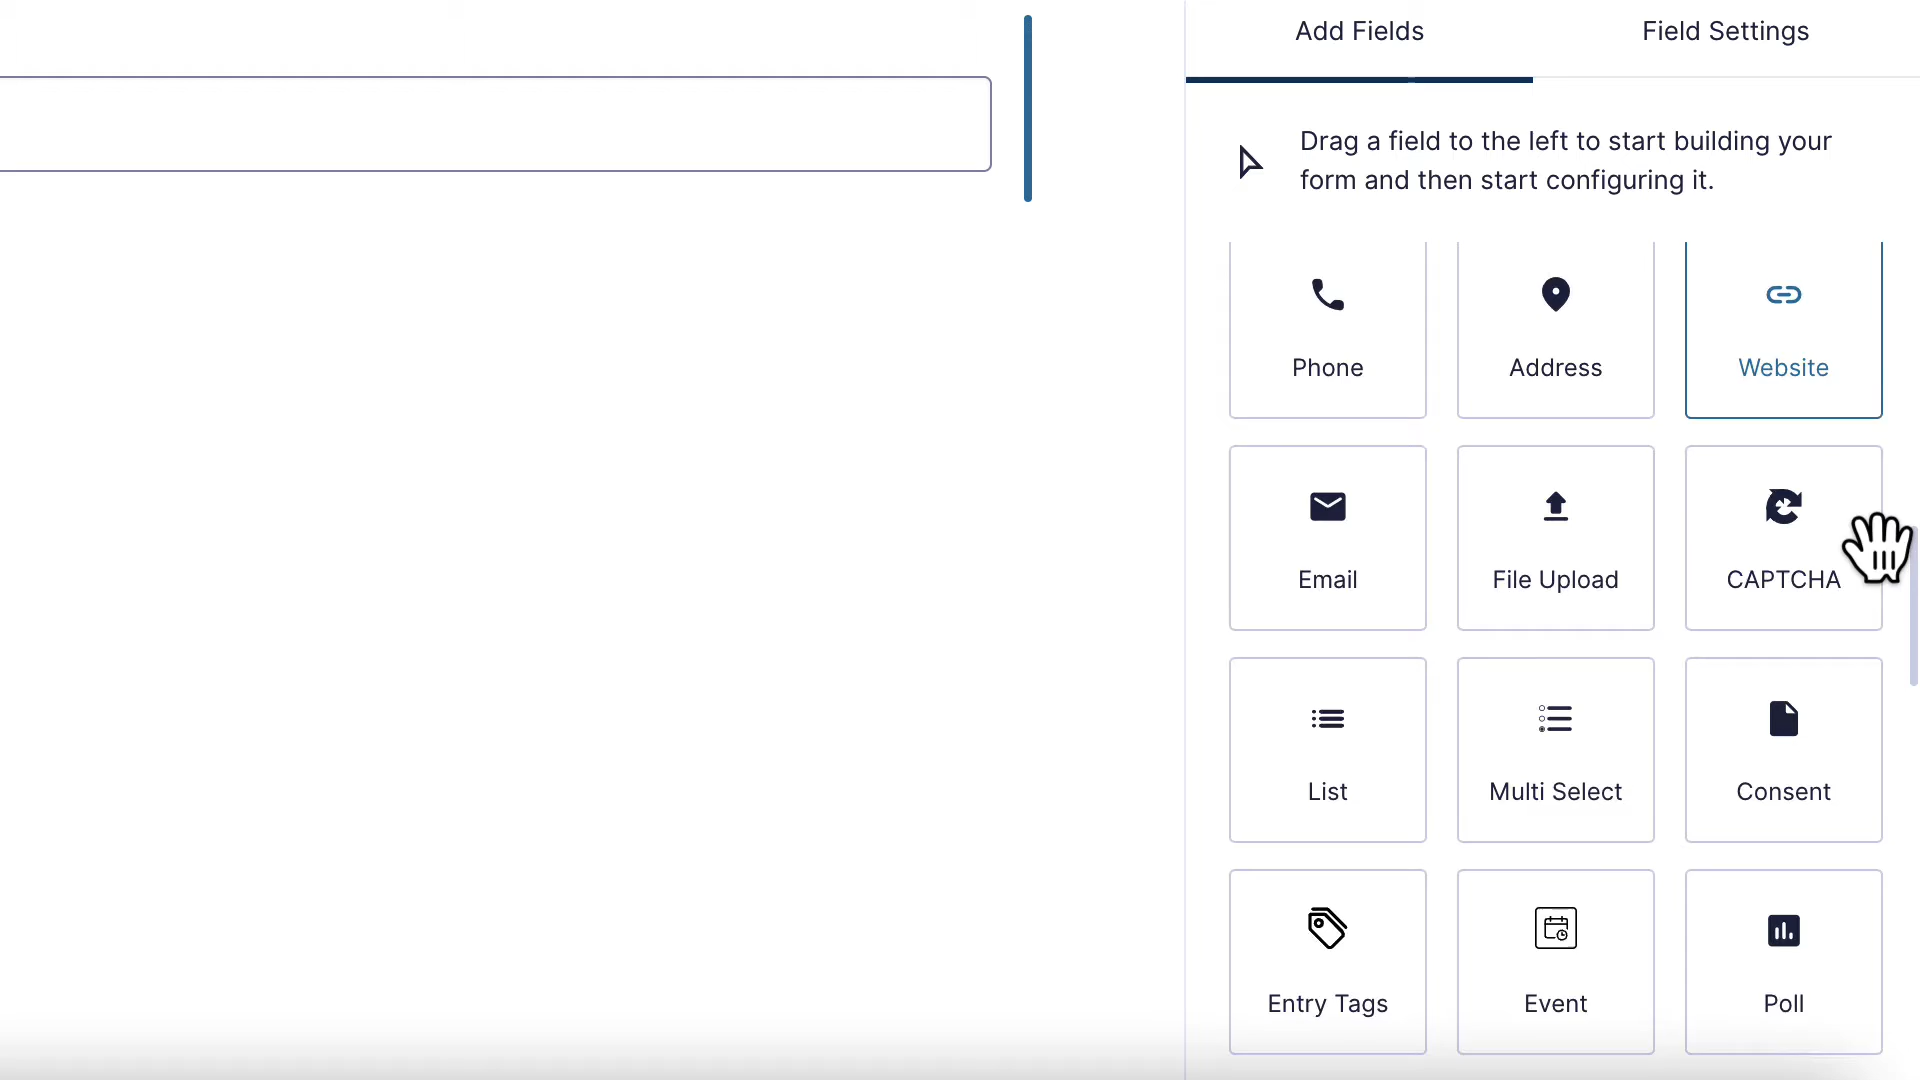 Add Fields
Field Settings
Drag a field to the left to start building your
form and then start configuring it.
Phone
Address
Website
Email
File Upload
CAPTCHA
List
Multi Select
Consent
Entry Tags
Event
Poll